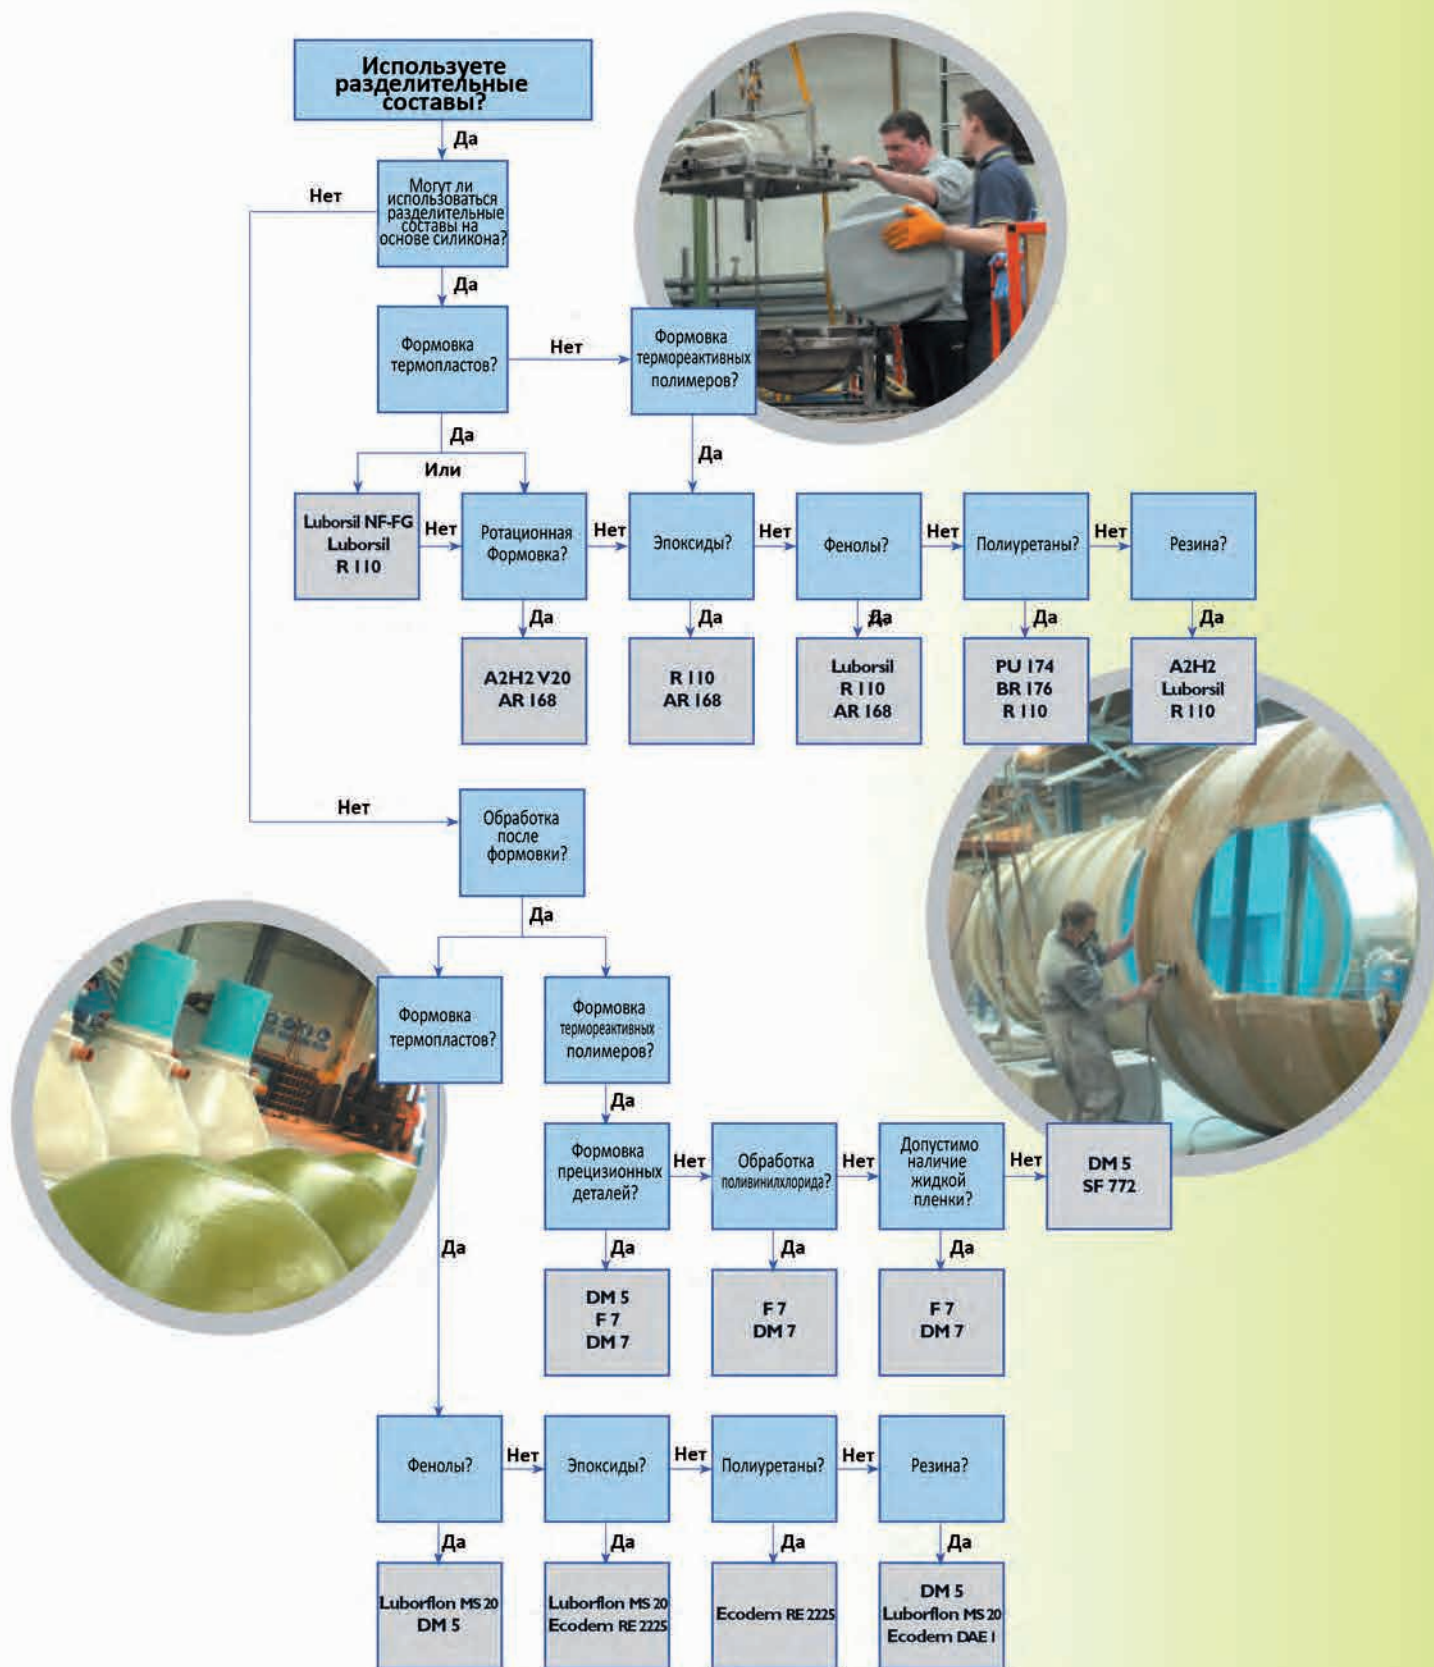 Используете
разделительные
составы?
Да
Могут ли
использоваться
разделительные
составы на
основе силикона?
Нет
Да
Формовка
термопластов?
Нет
Формовка
термореактивных
полимеров?
Да
Или
Да
Luborsil NF-FG
Luborsil
R 110
Нет
Ротационная
Формовка?
Нет
Эпоксиды?
Нет
Фенолы?
Нет
Полиуретаны?
Нет
Резина?
Да
Да
Да
Да
Да
A2H2 V20
AR 168
R 110
AR 168
Luborsil
R 110
AR 168
PU 174
BR 176
R 110
A2H2
Luborsil
R 110
Нет
Обработка
после
формовки?
Да
Формовка
термопластов?
Формовка
термореактивных
полимеров?
Да
Формовка
прецизионных
деталей?
Нет
Обработка
поливинилхлорида?
Нет
Допустимо
наличие
жидкой
пленки?
Нет
DM 5
SF 772
Да
Да
Да
Да
DM 5
F 7
DM 7
F 7
DM 7
F 7
DM 7
Фенолы?
Нет
Эпоксиды?
Нет
Полиуретаны?
Нет
Резина?
Да
Да
Да
Да
Luborflon MS 20
DM 5
Luborflon MS 20
Ecodem RE 2225
Ecodem RE 2225
DM 5
Luborflon MS 20
Ecodem DAE 1